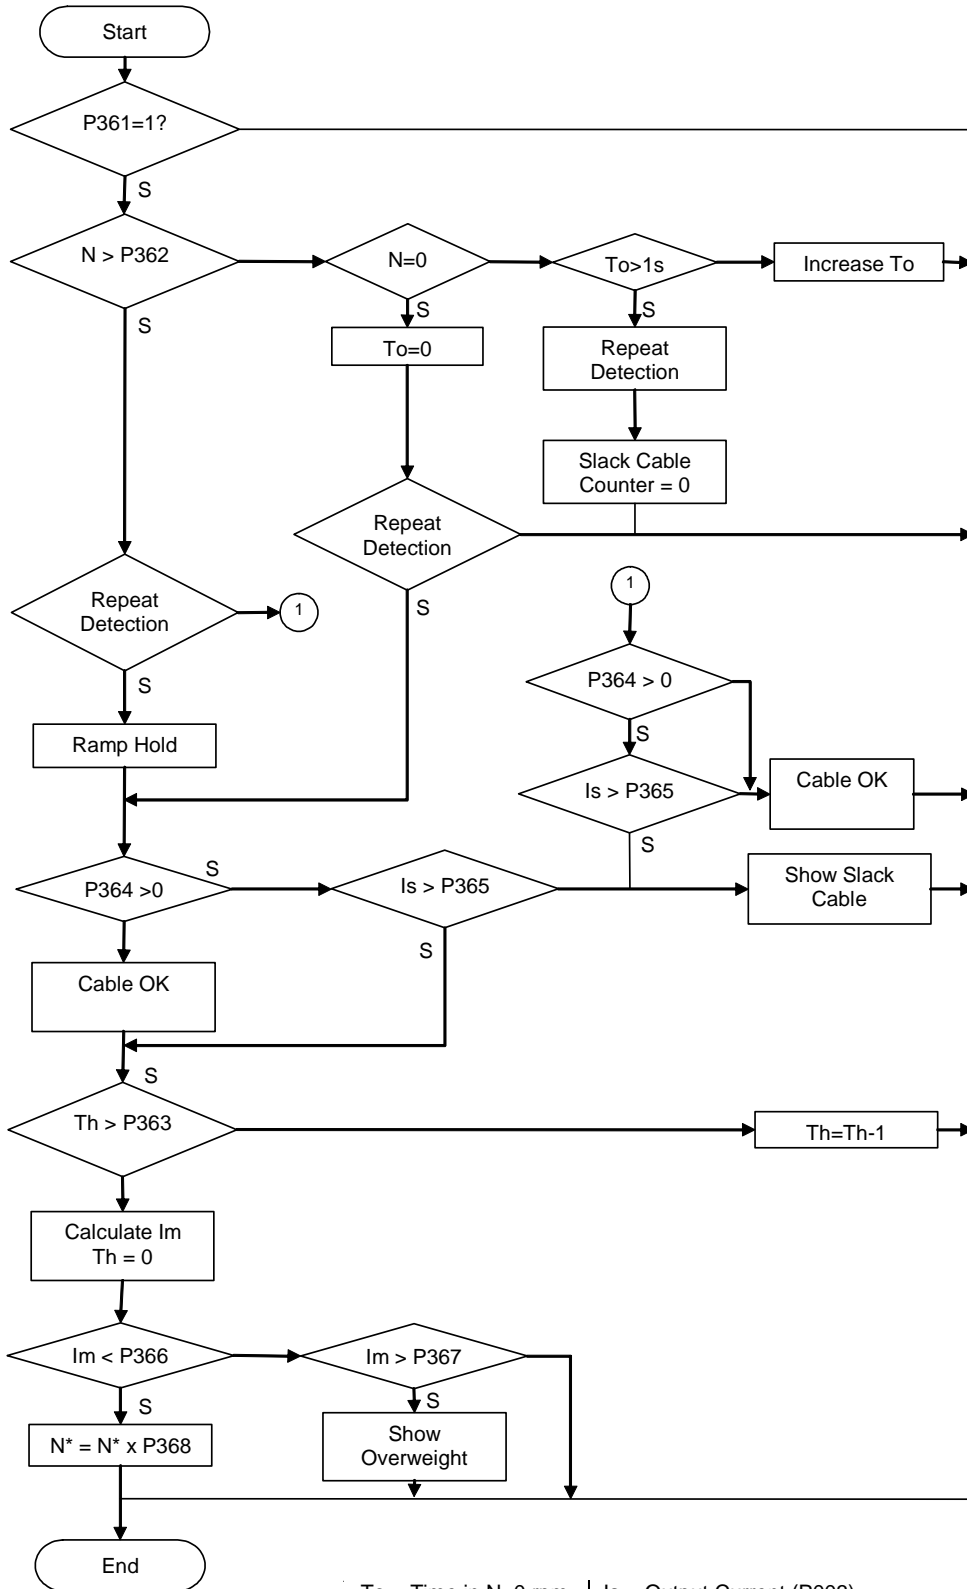 Start
P361=1?
S
N > P362
N=0
To>1s
Increase To
S
S
S
To=0
Repeat
Detection
Slack Cable
Counter = 0
Repeat
Detection
Repeat
Detection
1
1
S
S
P364 > 0
S
Ramp Hold
Is > P365
Cable OK
S
P364 >0
S
Is > P365
Show Slack
Cable
S
Cable OK
S
Th > P363
Th=Th-1
Calculate Im
Th = 0
Im < P366
Im > P367
S
S
N* = N* x P368
Show
Overweight
End